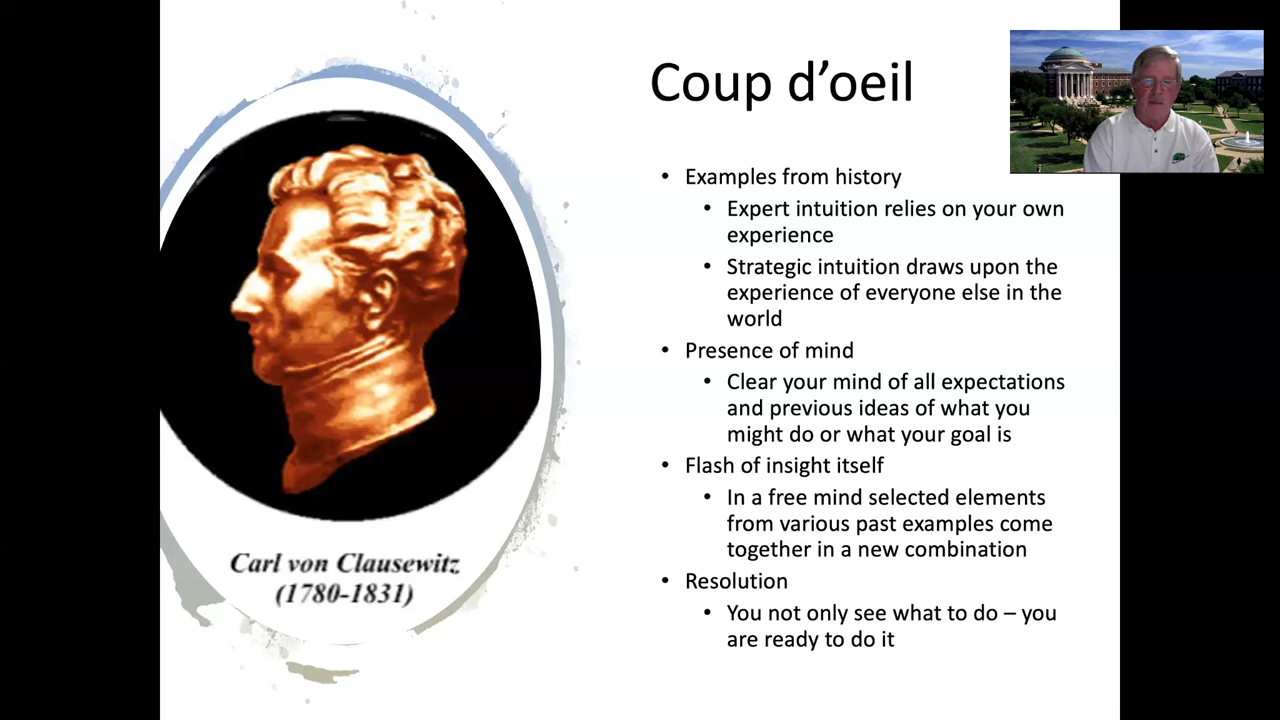 Coup d’oeil
• Examples from history
• Expert intuition relies on your own
experience
• Strategic intuition draws upon the
experience of everyone else in the
world
• Presence of mind
• Clear your mind of all expectations
and previous ideas of what you
might do or what your goal is
• Flash of insight itself
• In a free mind selected elements
from various past examples come
together in a new combination
• Resolution
• You not only see what to do – you
are ready to do it
Carl von Clausewitz
(1780-1831)